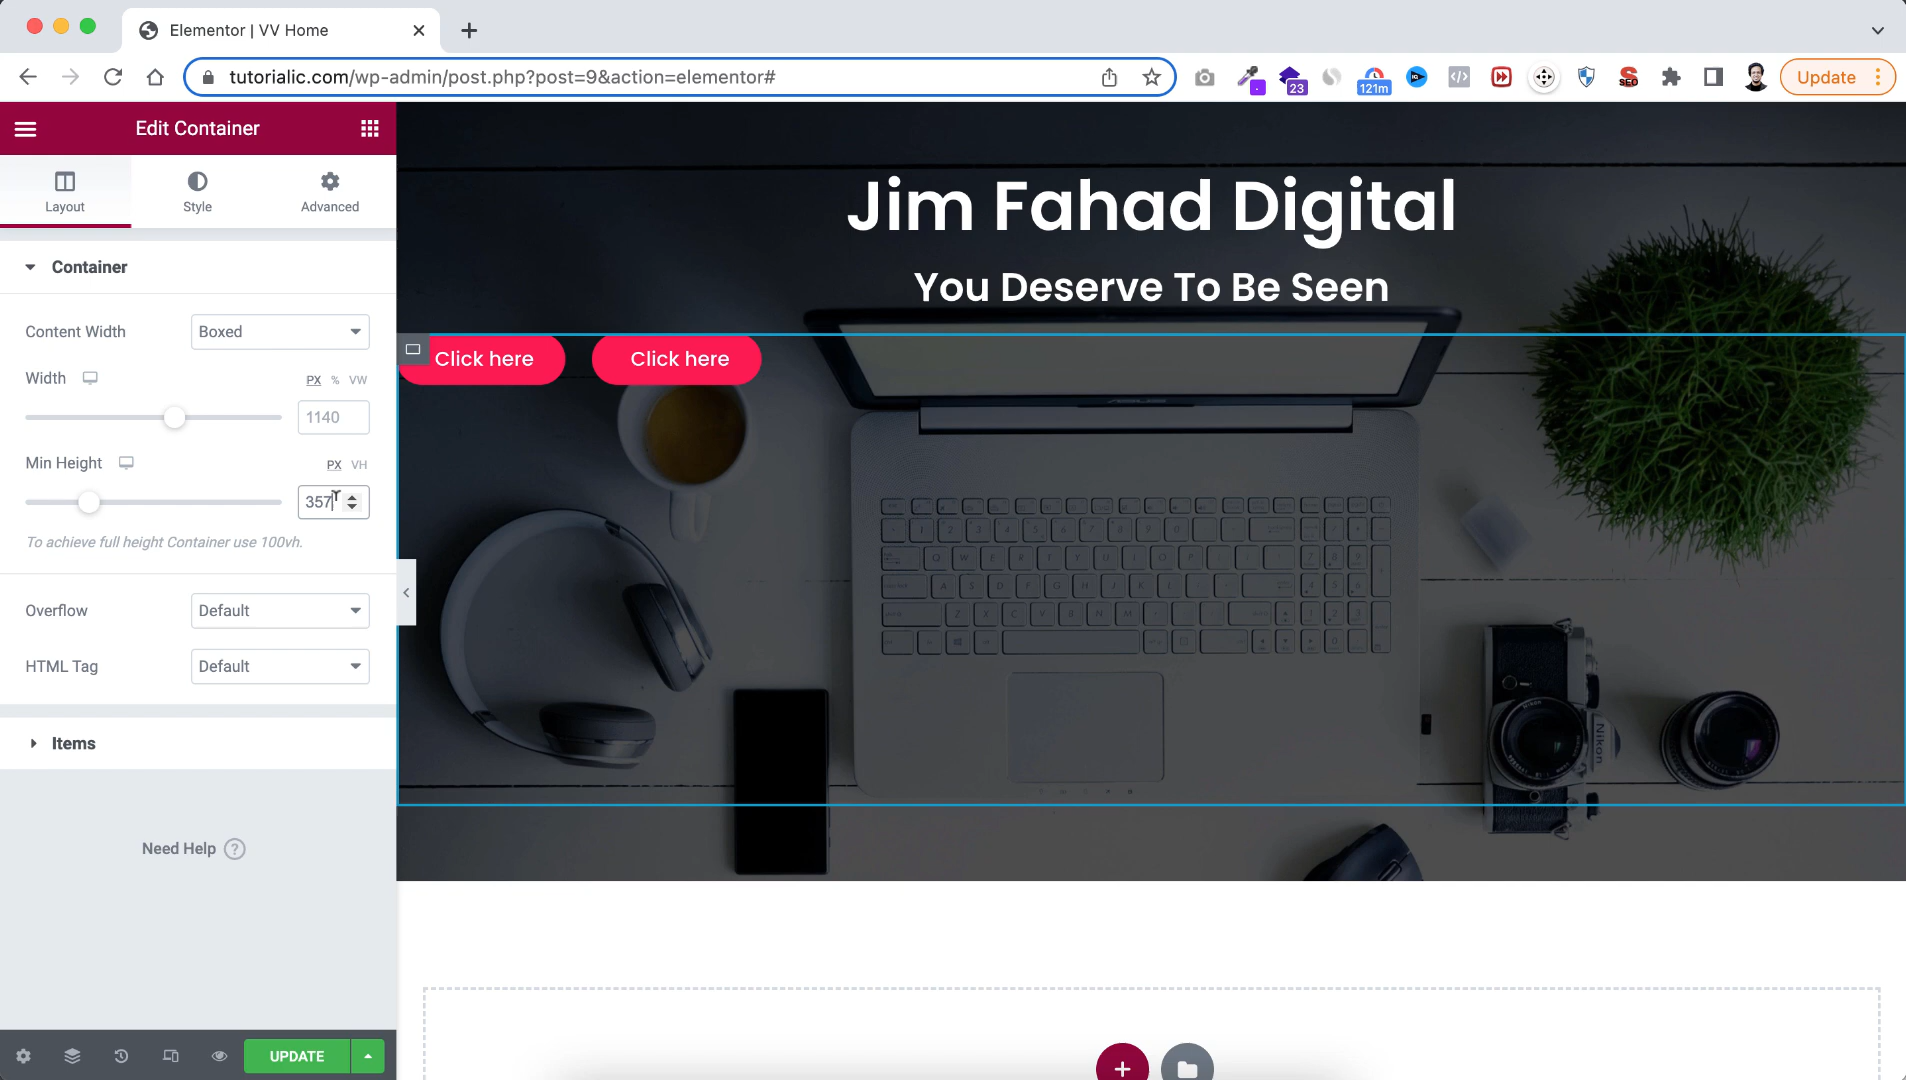 Elementor | VV Home
tutorialic.com/wp-admin/post.php?post=9&action=elementor#
23
121m
SEO
Update
Edit Container
Layout
Style
Advanced
Container
Content Width
Boxed
Width
PX % VW
1140
Min Height
PX VH
357
To achieve full height Container use 100vh.
Overflow
Default
HTML Tag
Default
Items
Need Help ?
UPDATE
Jim Fahad Digital
You Deserve To Be Seen
Click here
Click here
ASUS
Nikon